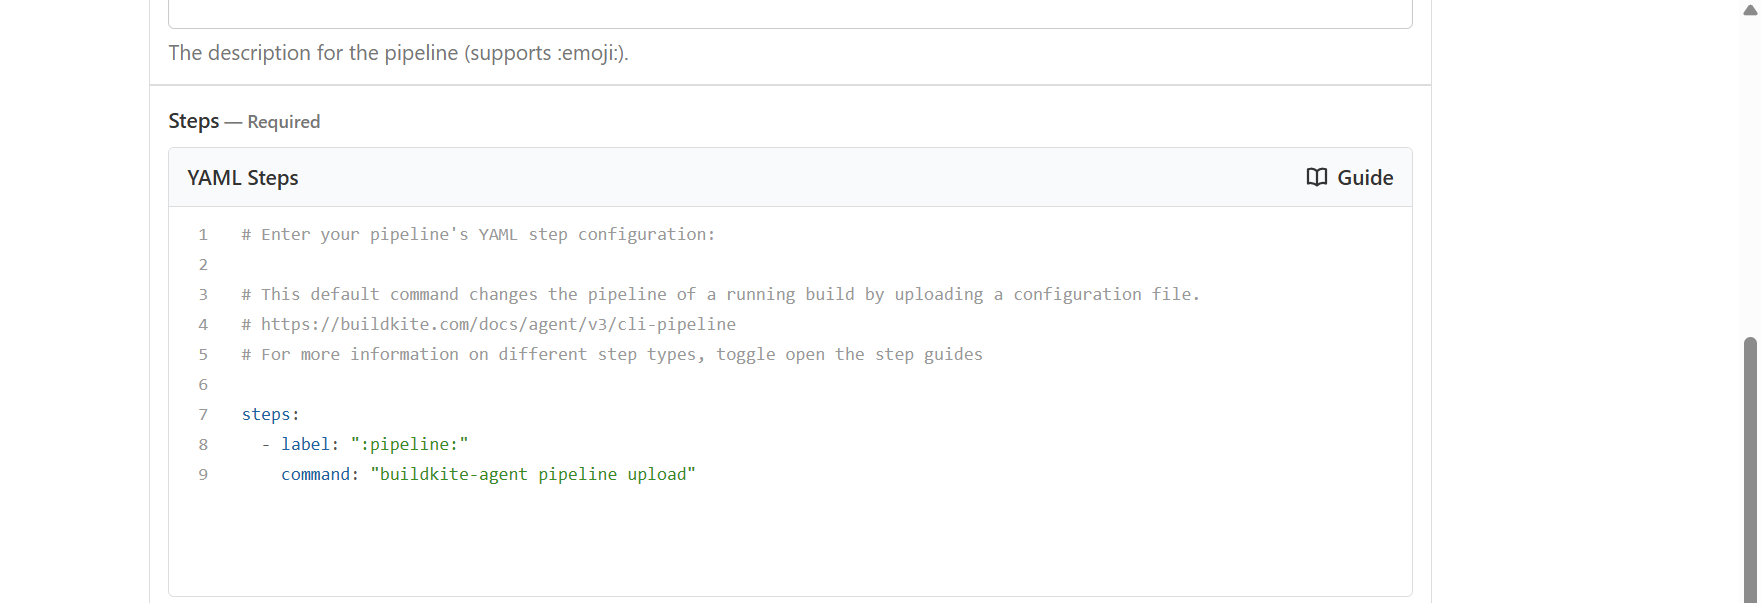 The description for the pipeline (supports :emoji:).
Steps — Required
YAML Steps
Guide
1 # Enter your pipeline's YAML step configuration:
2
3 # This default command changes the pipeline of a running build by uploading a configuration file.
4 # https://buildkite.com/docs/agent/v3/cli-pipeline
5 # For more information on different step types, toggle open the step guides
6
7 steps:
8   - label: ":pipeline:"
9     command: "buildkite-agent pipeline upload"